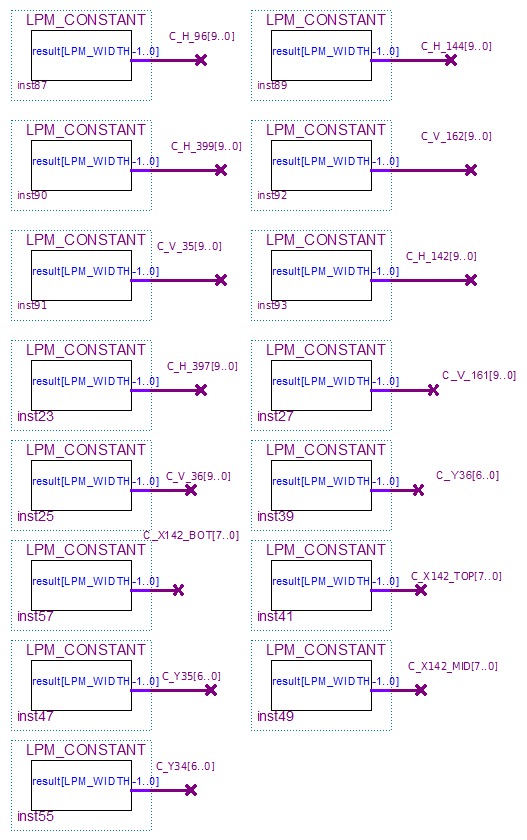 LPM_CONSTANT
C_H_96[9..0]
result[LPM_WIDTH-1..0]
inst87
LPM_CONSTANT
C_H_144[9..0]
result[LPM_WIDTH-1..0]
inst89
LPM_CONSTANT
C_H_399[9..0]
result[LPM_WIDTH-1..0]
inst90
LPM_CONSTANT
C_V_162[9..0]
result[LPM_WIDTH-1..0]
inst92
LPM_CONSTANT
C_V_35[9..0]
result[LPM_WIDTH-1..0]
inst91
LPM_CONSTANT
C_H_142[9..0]
result[LPM_WIDTH-1..0]
inst93
LPM_CONSTANT
C_H_397[9..0]
result[LPM_WIDTH-1..0]
inst23
LPM_CONSTANT
C_V_161[9..0]
result[LPM_WIDTH-1..0]
inst27
LPM_CONSTANT
C_V_36[9..0]
result[LPM_WIDTH-1..0]
inst25
LPM_CONSTANT
C_Y36[6..0]
result[LPM_WIDTH-1..0]
inst39
C_X142_BOT[7..0]
LPM_CONSTANT
result[LPM_WIDTH-1..0]
inst57
LPM_CONSTANT
C_X142_TOP[7..0]
result[LPM_WIDTH-1..0]
inst41
LPM_CONSTANT
C_Y35[6..0]
result[LPM_WIDTH-1..0]
inst47
LPM_CONSTANT
C_X142_MID[7..0]
result[LPM_WIDTH-1..0]
inst49
LPM_CONSTANT
C_Y34[6..0]
result[LPM_WIDTH-1..0]
inst55